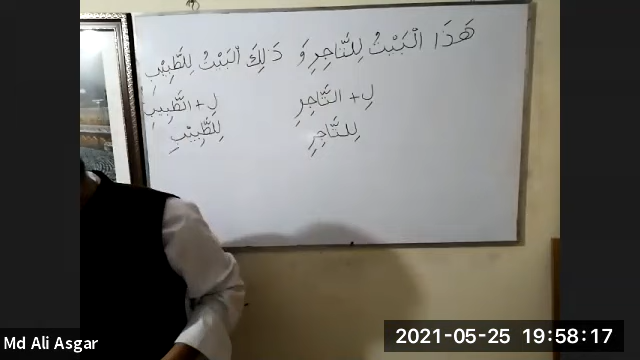 هَذَا الْبَيْتُ لِلتَّاجِرِ وَ ذَلِكَ الْبَيْتُ لِلطَّبِيْبِ
لِ + التَّاجِرِ
لِلتَّاجِرِ
لِ + الطَّبِيبِ
لِلطَّبِيْبِ
Md Ali Asgar
2021-05-25 19:58:17